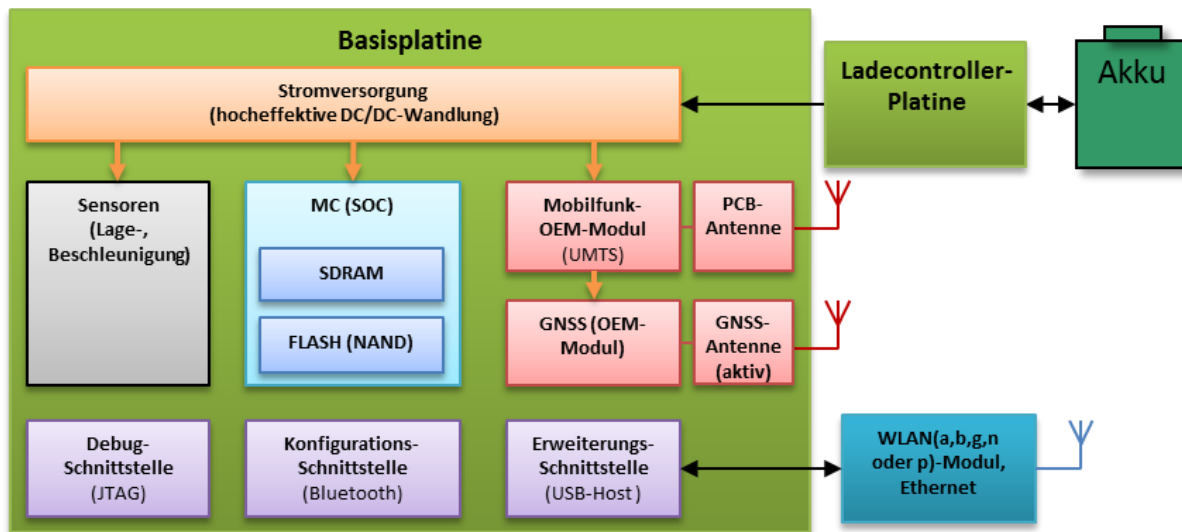 Basisplatine
Stromversorgung
(hocheffektive DC/DC-Wandlung)
Ladecontroller-
Platine
Akku
Sensoren
(Lage-,
Beschleunigung)
MC (SOC)
SDRAM
FLASH (NAND)
Mobilfunk-
OEM-Modul
(UMTS)
PCB-
Antenne
GNSS (OEM-
Modul)
GNSS-
Antenne
(aktiv)
Debug-
Schnittstelle
(JTAG)
Konfigurations-
Schnittstelle
(Bluetooth)
Erweiterungs-
Schnittstelle
(USB-Host)
WLAN(a,b,g,n
oder p)-Modul,
Ethernet